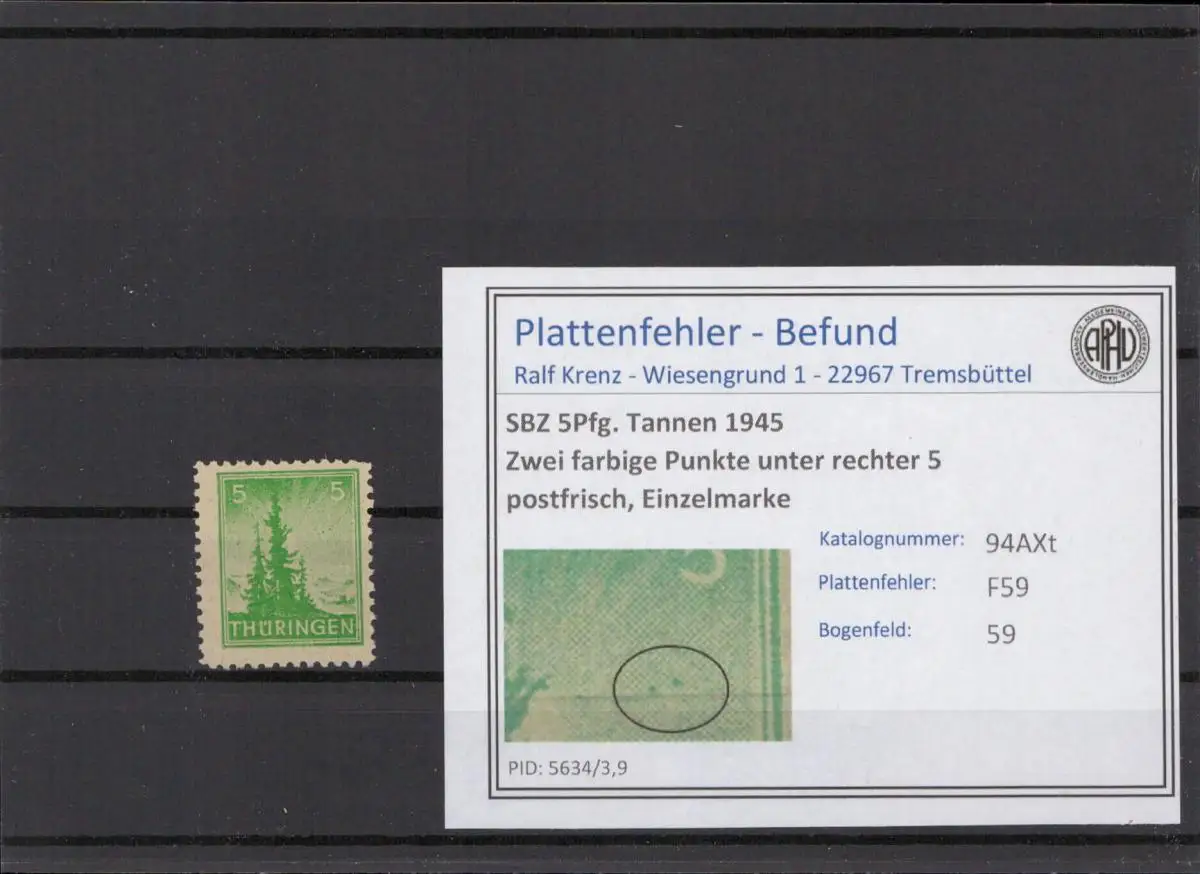 5 5
THÜRINGEN
Plattenfehler - Befund
Ralf Krenz - Wiesengrund 1 - 22967 Tremsbüttel
APHV
SBZ 5Pfg. Tannen 1945
Zwei farbige Punkte unter rechter 5
postfrisch, Einzelmarke
Katalognummer: 94AXt
Plattenfehler: F59
Bogenfeld: 59
PID: 5634/3,9